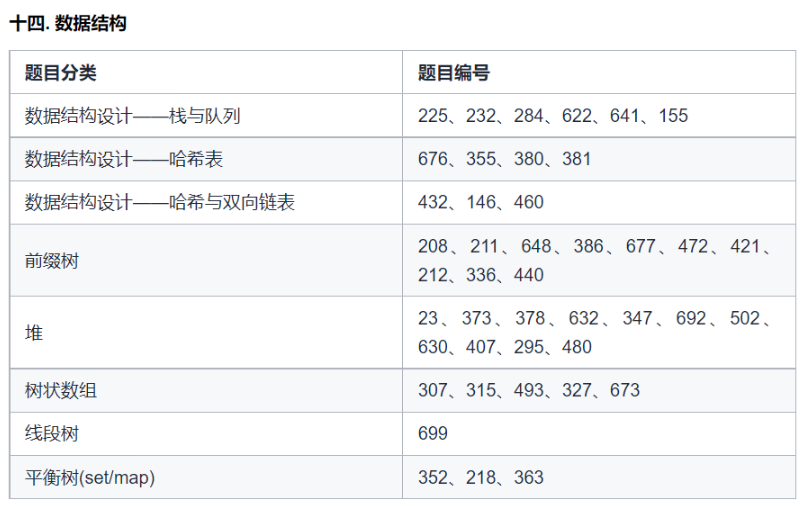 十四. 数据结构
题目分类 题目编号
数据结构设计——栈与队列 225、232、284、622、641、155
数据结构设计——哈希表 676、355、380、381
数据结构设计——哈希与双向链表 432、146、460
前缀树 208、211、648、386、677、472、421、
212、336、440
堆 23、373、378、632、347、692、502、
630、407、295、480
树状数组 307、315、493、327、673
线段树 699
平衡树(set/map) 352、218、363